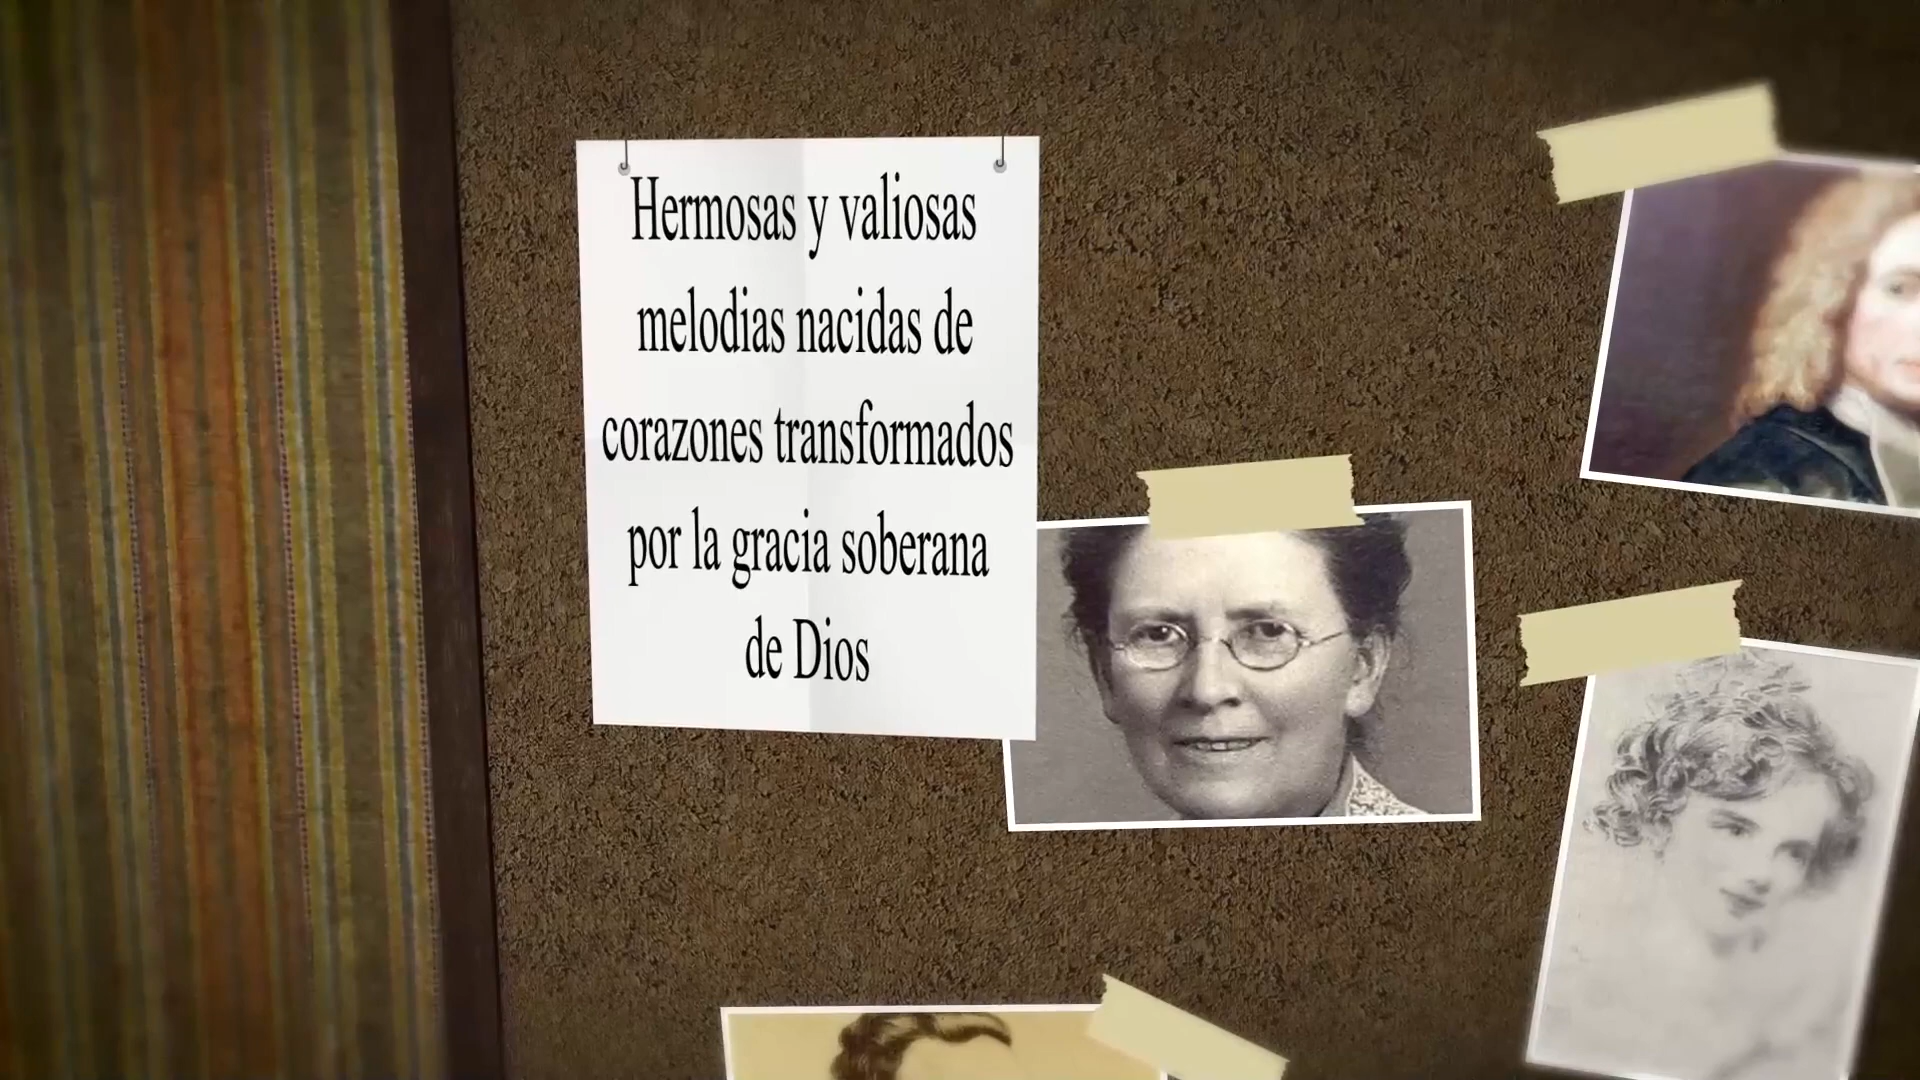 Hermosas y valiosas
melodias nacidas de
corazones transformados
por la gracia soberana
de Dios